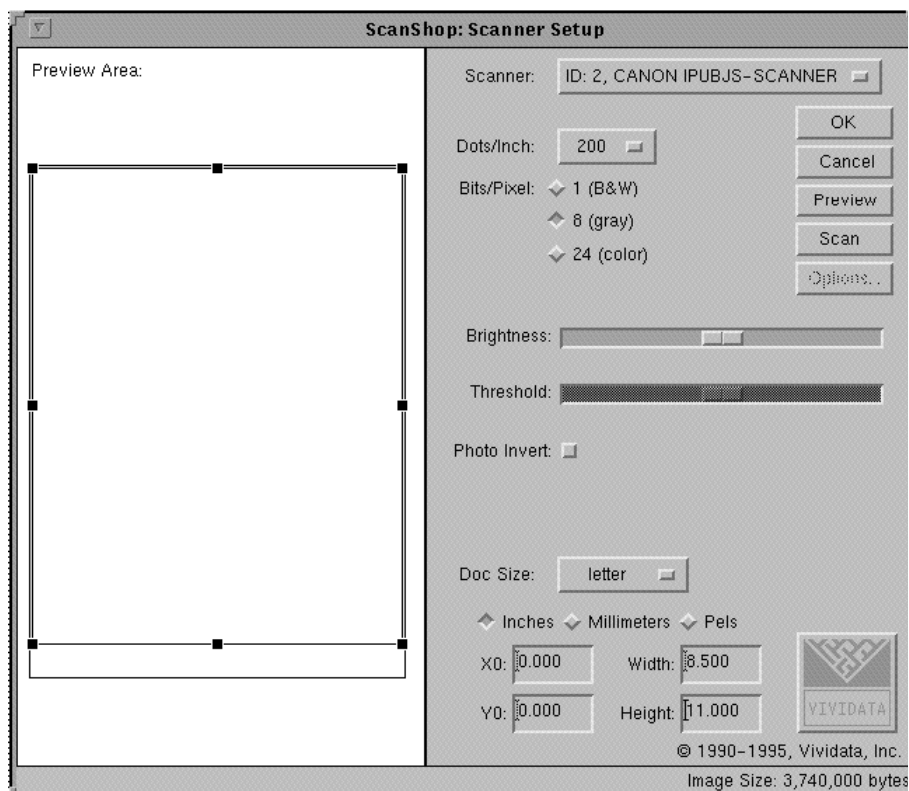 ScanShop: Scanner Setup
Preview Area:
Scanner: ID: 2, CANON IPUBJS-SCANNER
OK
Dots/Inch: 200
Cancel
Bits/Pixel: 1 (B&W)
Preview
8 (gray)
Scan
24 (color)
Options..
Brightness:
Threshold:
Photo Invert:
Doc Size: letter
Inches Millimeters Pels
X0: 0.000 Width: 8.500
Y0: 0.000 Height: 11.000
VIVIDATA
© 1990-1995, Vividata, Inc.
Image Size: 3,740,000 bytes